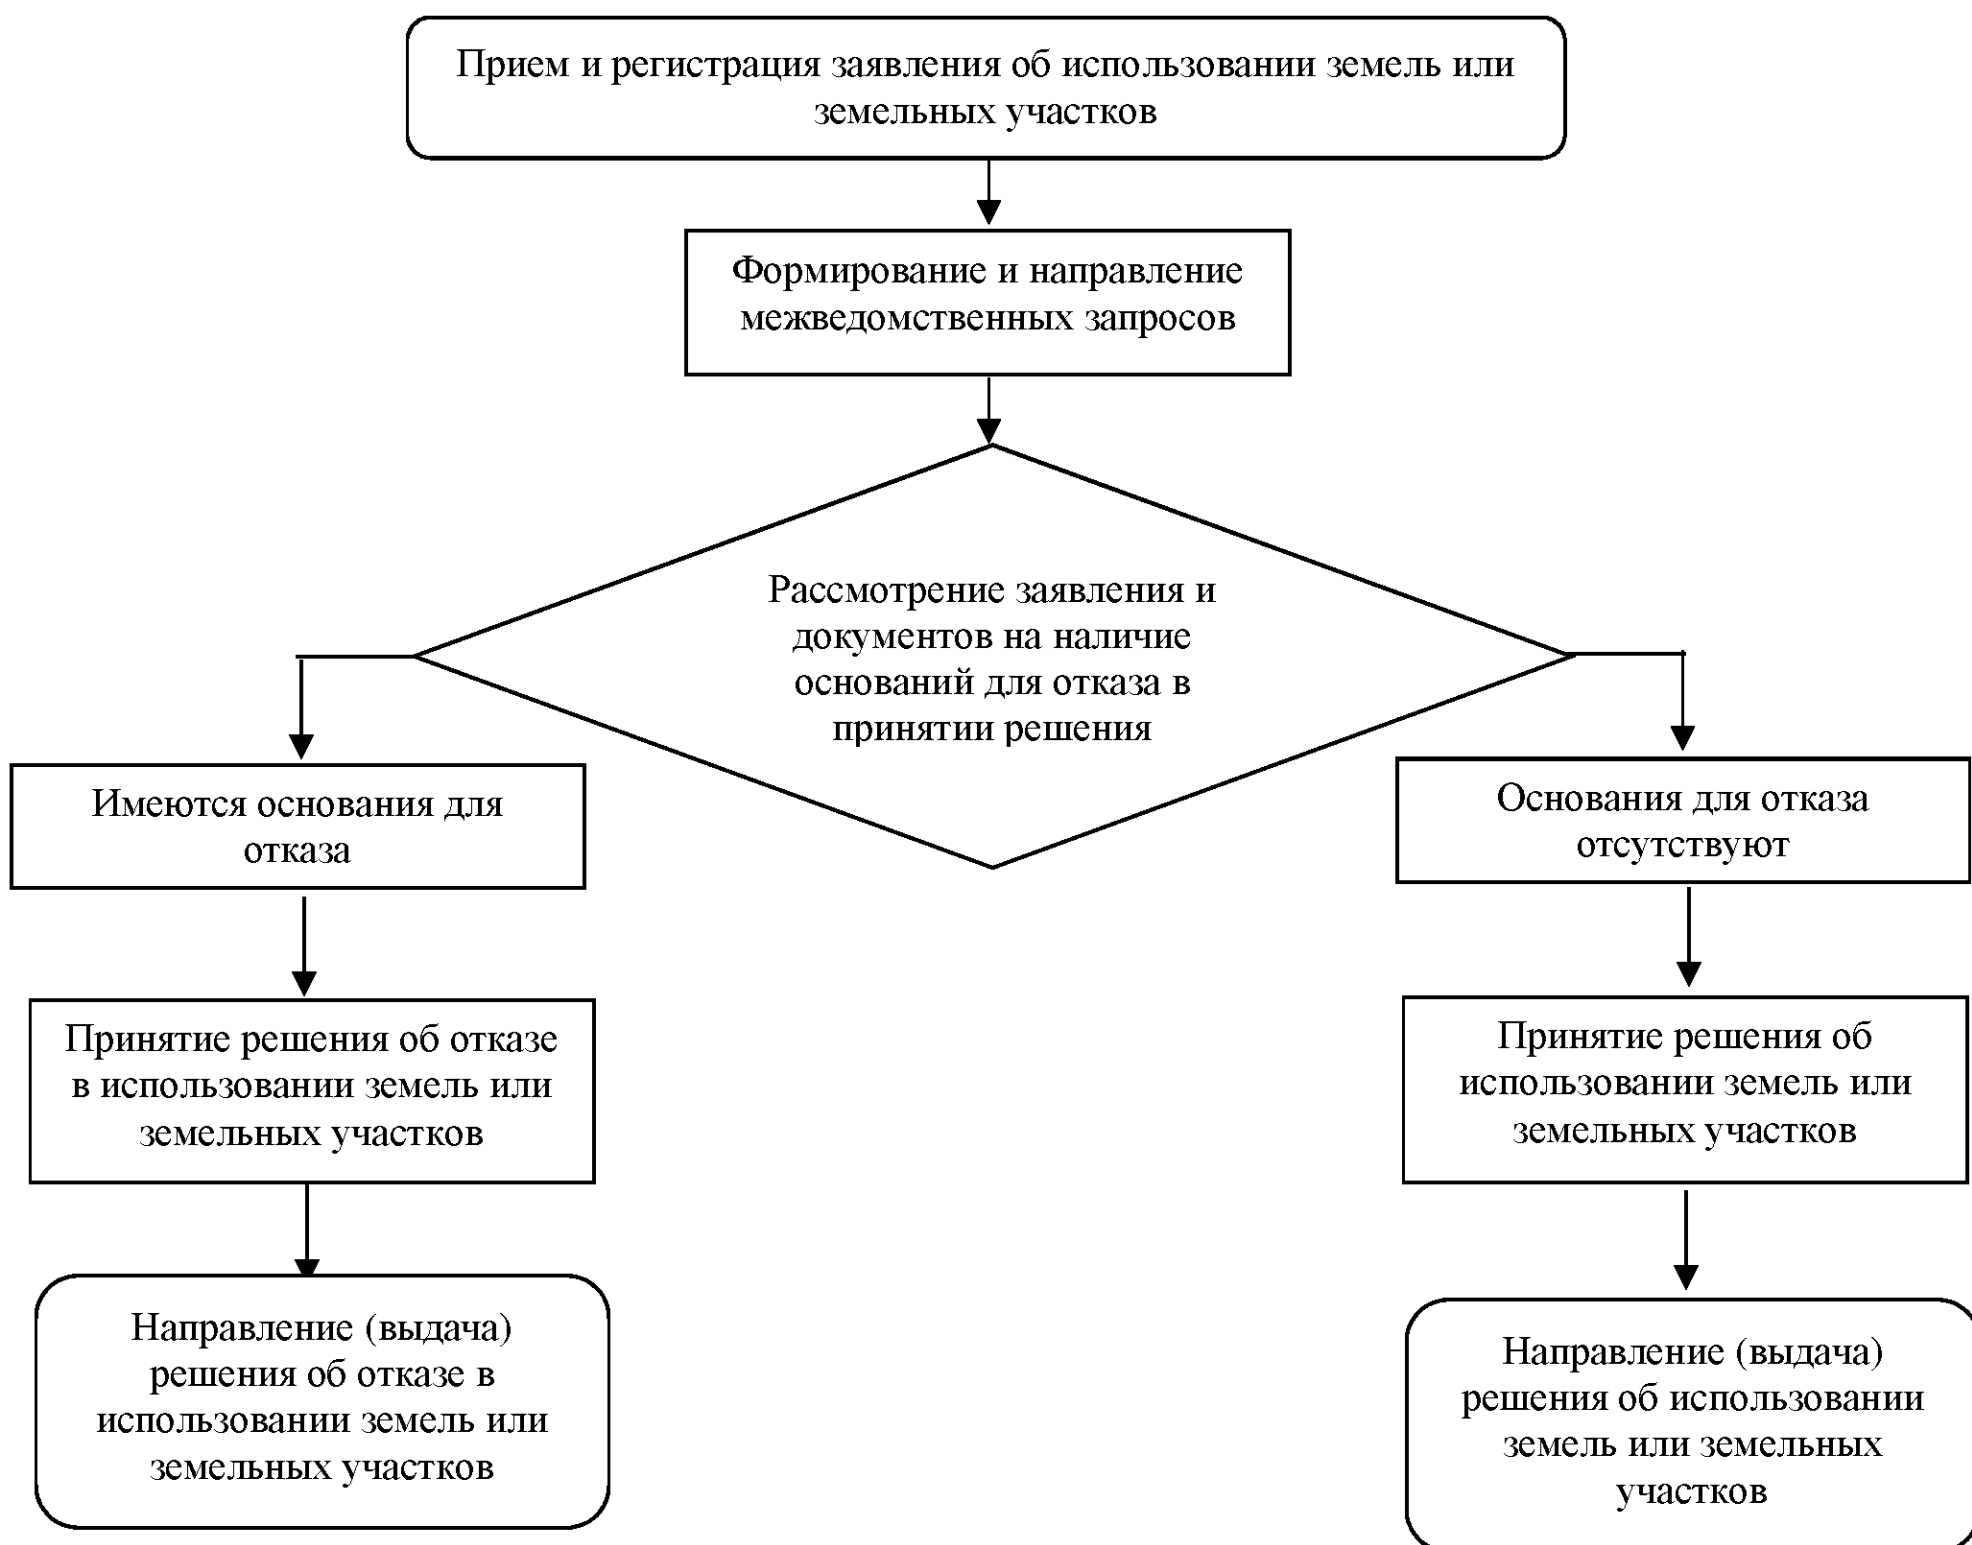 Прием и регистрация заявления об использовании земель или
земельных участков
Формирование и направление
межведомственных запросов
Рассмотрение заявления и
документов на наличие
оснований для отказа в
принятии решения
Имеются основания для
отказа
Основания для отказа
отсутствуют
Принятие решения об отказе
в использовании земель или
земельных участков
Принятие решения об
использовании земель или
земельных участков
Направление (выдача)
решения об отказе в
использовании земель или
земельных участков
Направление (выдача)
решения об использовании
земель или земельных
участков